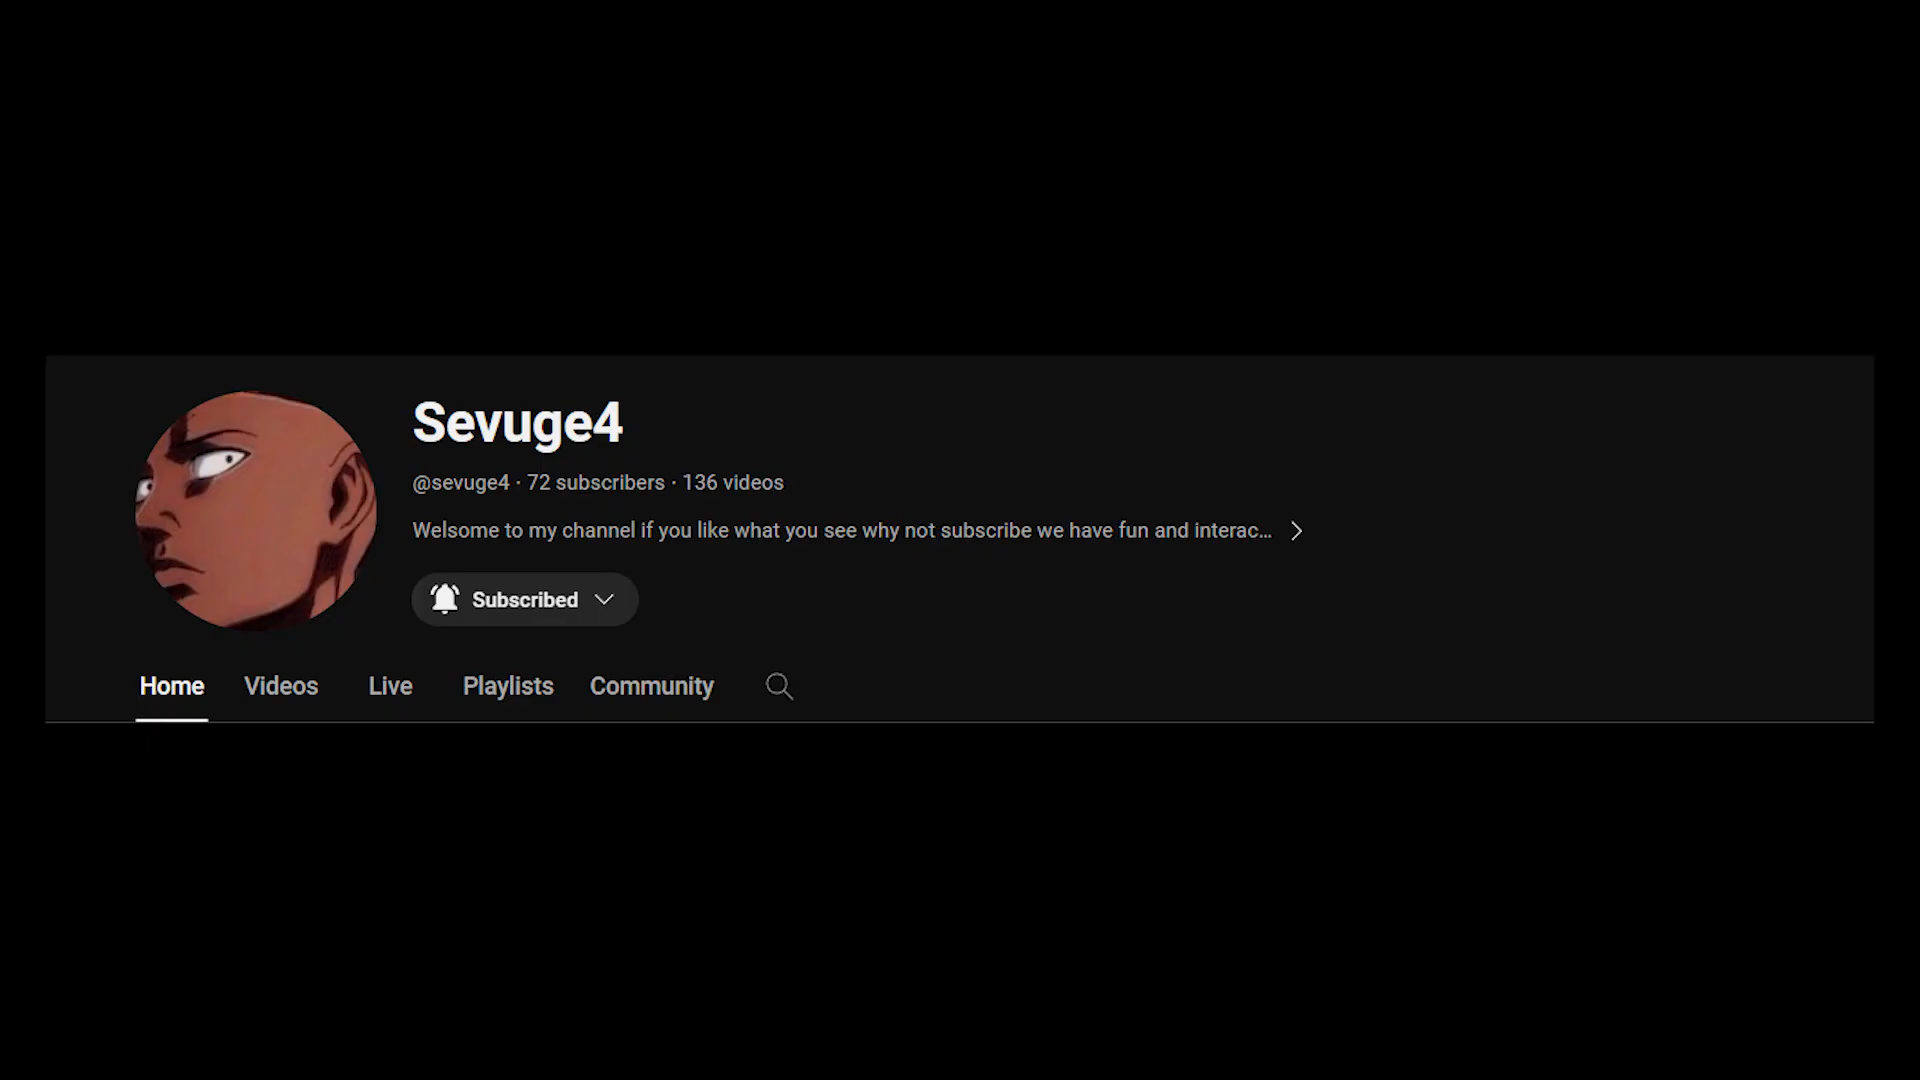 Sevuge4
@sevuge4 · 72 subscribers · 136 videos
Welsome to my channel if you like what you see why not subscribe we have fun and interac...
Subscribed
Home Videos Live Playlists Community